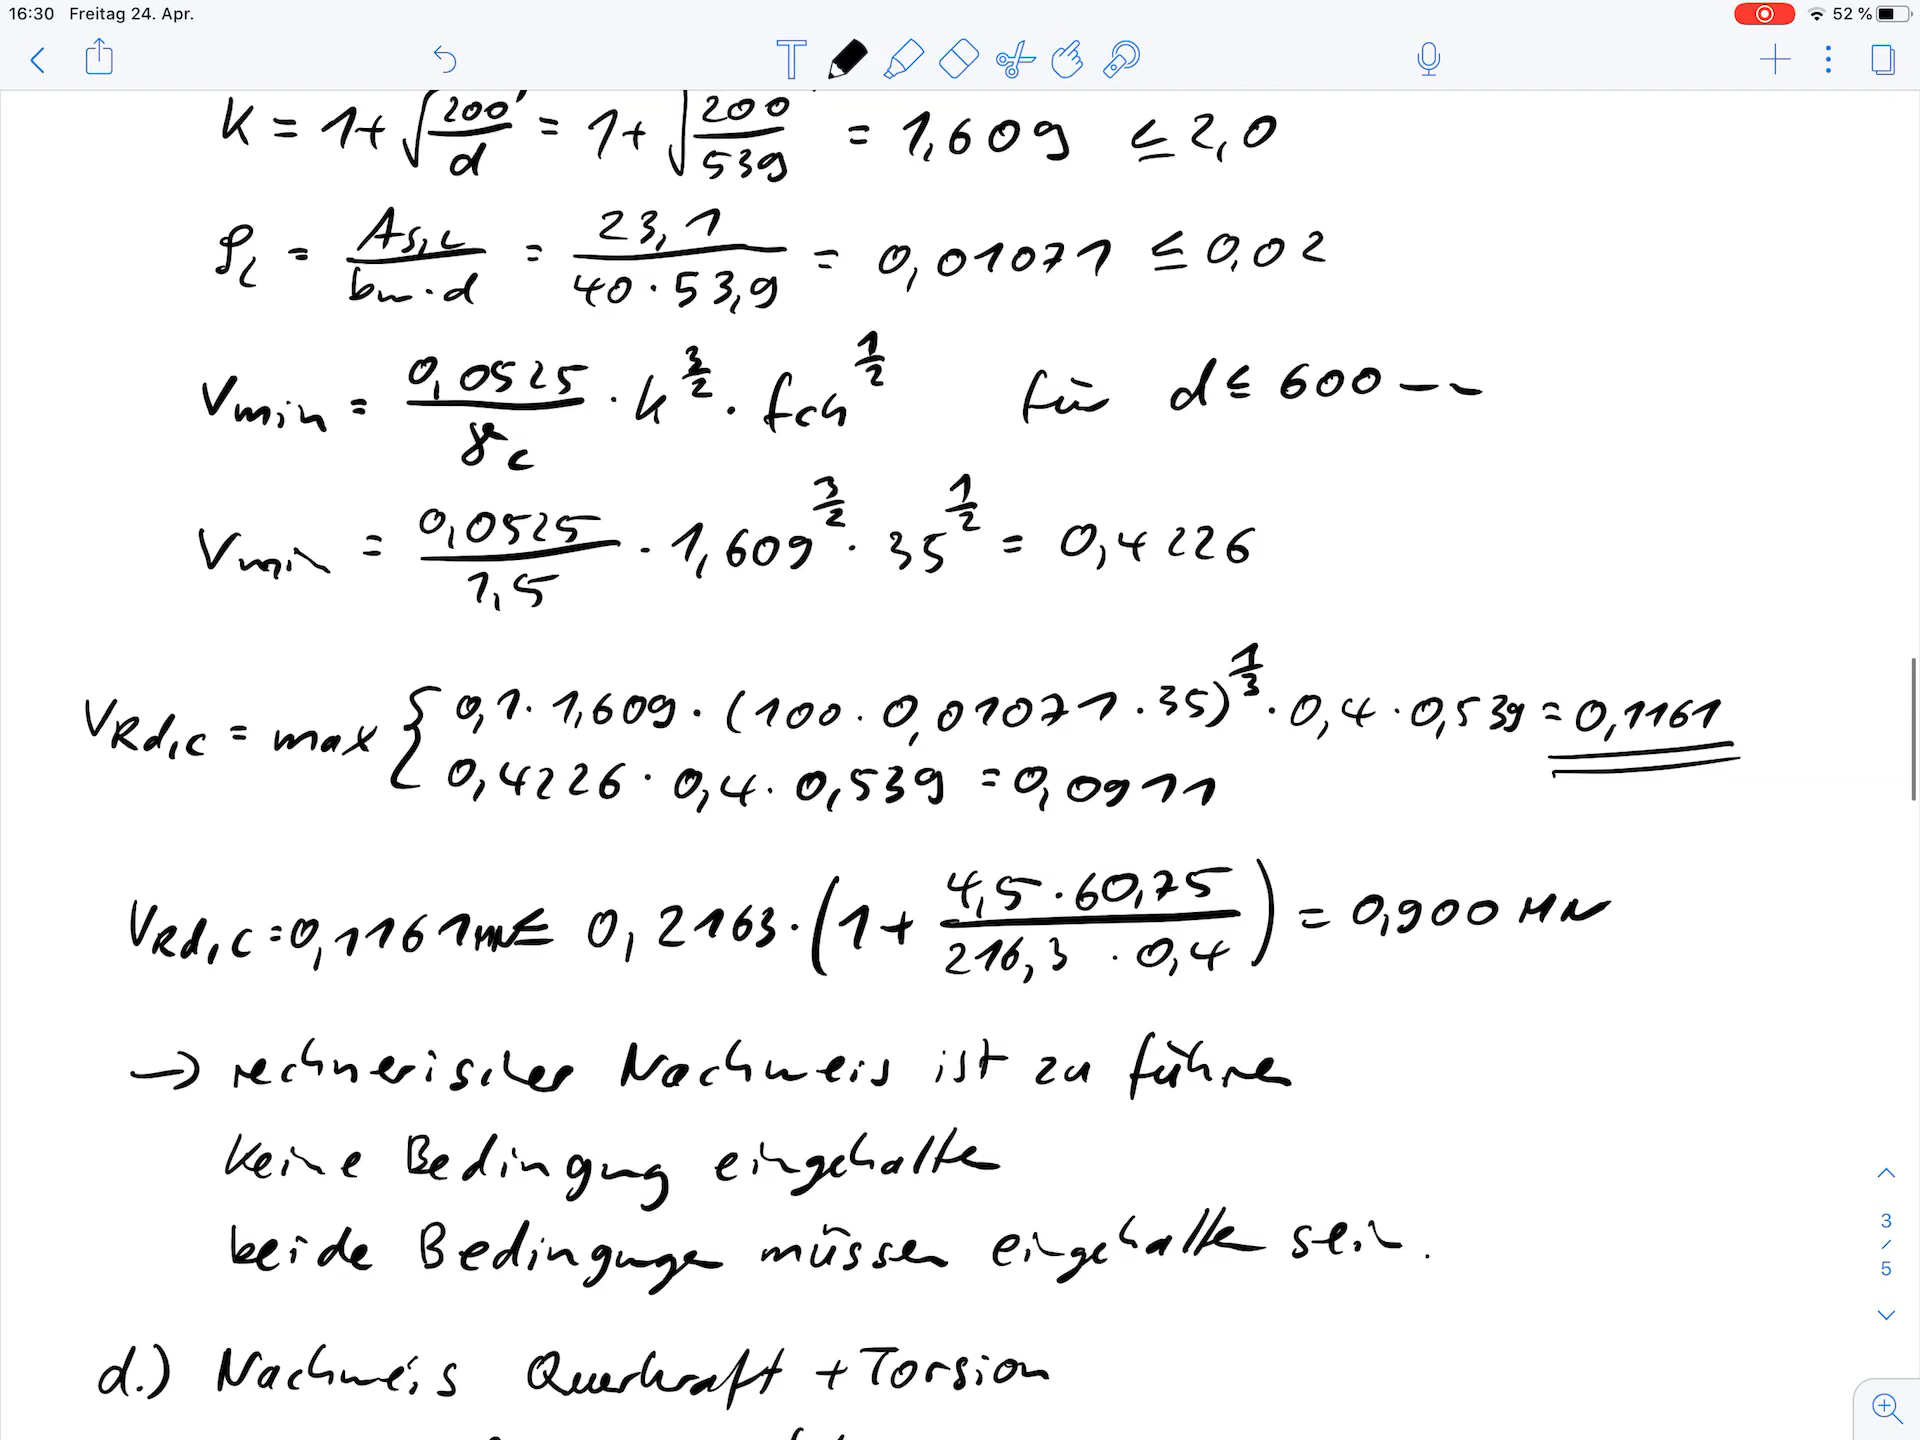 16:30 Freitag 24. Apr. 52 %
K = 1+ √(200/d) = 1+ √(200/539) = 1,609 ≤ 2,0
ρL = As,L / (bw · d) = 23,1 / (40 · 53,9) = 0,01071 ≤ 0,02
Vmin = 0,0525/γc · k^(3/2) · fck^(1/2) für d ≤ 600 mm
Vmin = 0,0525/1,5 · 1,609^(3/2) · 35^(1/2) = 0,4226
VRd,c = max { 0,1 · 1,609 · (100 · 0,01071 · 35)^(1/3) · 0,4 · 0,539 = 0,1161
0,4226 · 0,4 · 0,539 = 0,0911
VRd,c = 0,1161 MN ≤ 0,2163 · (1 + (4,5 · 60,75)/(216,3 · 0,4)) = 0,900 MN
→ rechnerischer Nachweis ist zu führen
Keine Bedingung eingehalten
beide Bedingungen müssen eingehalten sein.
3
/
5
d.) Nachweis Querkraft + Torsion